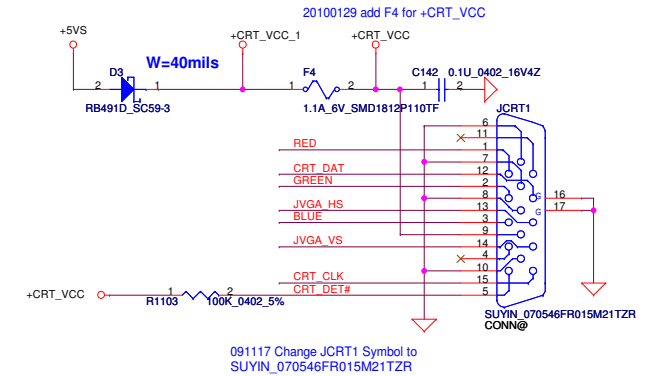 20100129 add F4 for +CRT_VCC
+5VS
+CRT_VCC_1
+CRT_VCC
W=40mils
D3
F4
C142 0.1U_0402_16V4Z
2 1
1 2
1 2
RB491D_SC59-3
1.1A_6V_SMD1812P110TF
JCRT1
6
11
RED
1
7
CRT_DAT
12
GREEN
2
8
G 16
JVGA_HS
13
G 17
BLUE
3
9
JVGA_VS
14
4
10
CRT_CLK
15
CRT_DET#
5
+CRT_VCC
1 2
R1103 100K_0402_5%
SUYIN_070546FR015M21TZR
CONN@
091117 Change JCRT1 Symbol to
SUYIN_070546FR015M21TZR